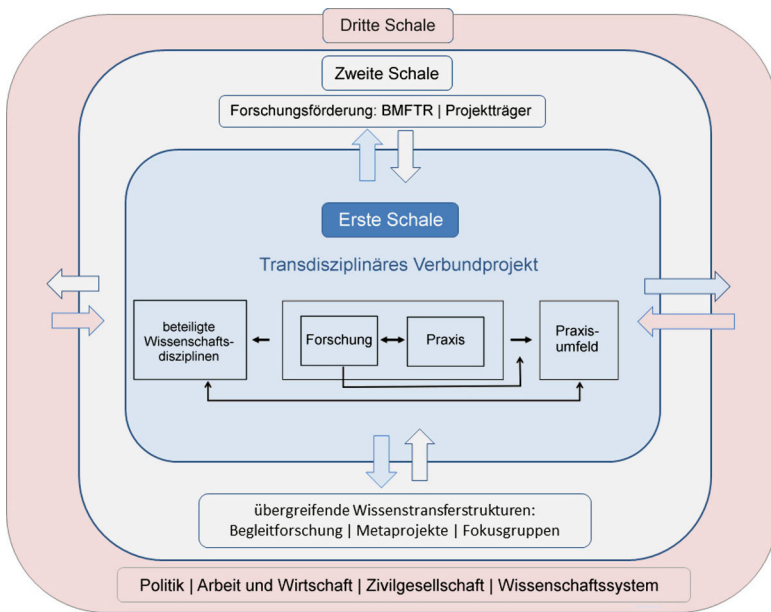 Dritte Schale
Zweite Schale
Forschungsförderung: BMFTR | Projektträger
Erste Schale
Transdisziplinäres Verbundprojekt
beteiligte
Wissenschafts-
disziplinen
Forschung
Praxis
Praxis-
umfeld
übergreifende Wissenstransferstrukturen:
Begleitforschung | Metaprojekte | Fokusgruppen
Politik | Arbeit und Wirtschaft | Zivilgesellschaft | Wissenschaftssystem